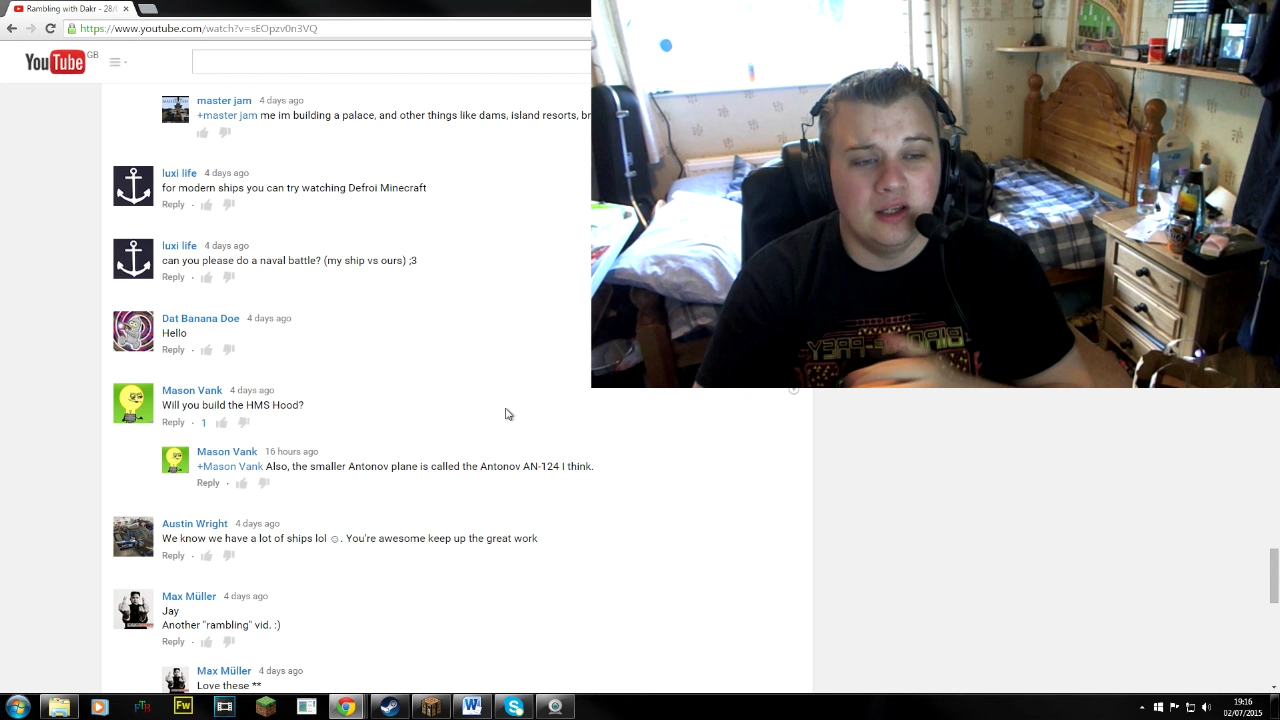 Rambling with Dakr - 28/0
https://www.youtube.com/watch?v=sEOpzv0n3VQ
YouTube GB
master jam 4 days ago
+master jam me im building a palace, and other things like dams, island resorts, br
luxi life 4 days ago
for modern ships you can try watching Defroi Minecraft
Reply
luxi life 4 days ago
can you please do a naval battle? (my ship vs ours) ;3
Reply
Dat Banana Doe 4 days ago
Hello
Reply
Mason Vank 4 days ago
Will you build the HMS Hood?
Reply · 1
Mason Vank 16 hours ago
+Mason Vank Also, the smaller Antonov plane is called the Antonov AN-124 I think.
Reply
Austin Wright 4 days ago
We know we have a lot of ships lol ☺. You're awesome keep up the great work
Reply
Max Müller 4 days ago
Jay
Another "rambling" vid. :)
Reply
Max Müller 4 days ago
Love these **
BIRD-OF-PREY
Fw
19:16
02/07/2015